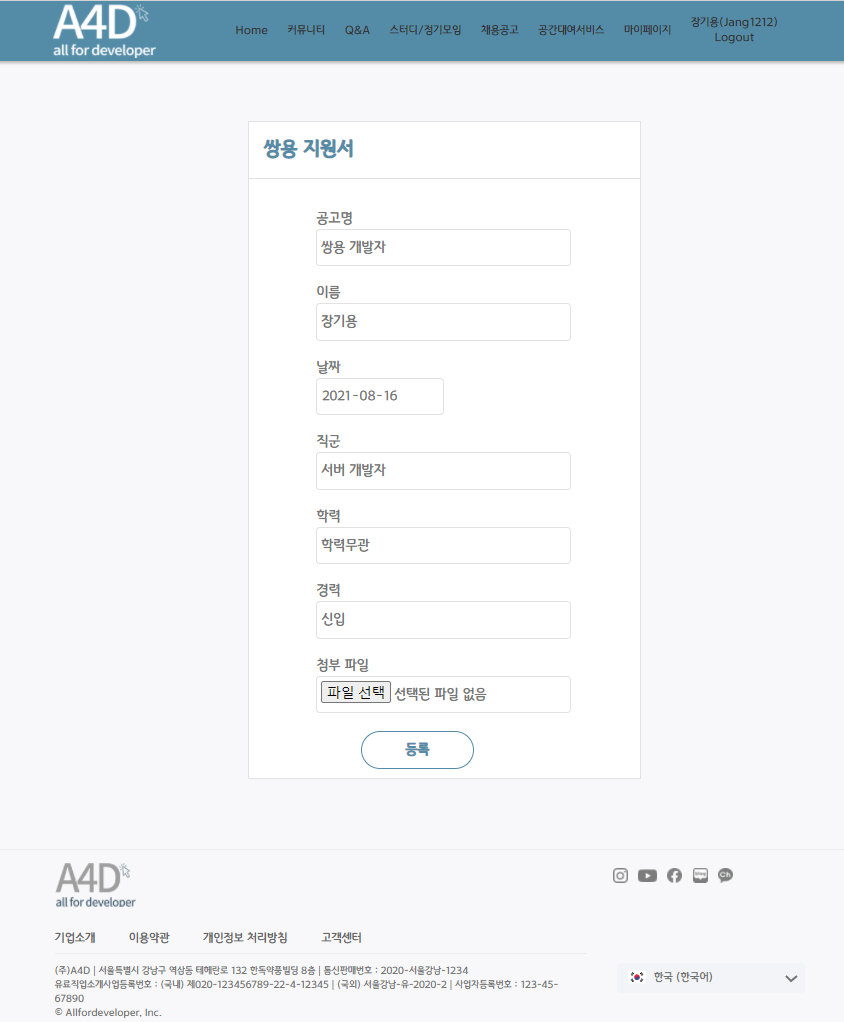 A4D
all for developer
Home 커뮤니티 Q&A 스터디/정기모임 채용공고 공간대여서비스 마이페이지 장기용(Jang1212)
Logout
쌍용 지원서
공고명
쌍용 개발자
이름
장기용
날짜
2021-08-16
직군
서버 개발자
학력
학력무관
경력
신입
첨부 파일
파일 선택 선택된 파일 없음
등록
A4D
all for developer
기업소개 이용약관 개인정보 처리방침 고객센터
(주)A4D | 서울특별시 강남구 역삼동 테헤란로 132 한독약품빌딩 8층 | 통신판매번호 : 2020-서울강남-1234
유료직업소개사업등록번호 : (국내) 제020-123456789-22-4-12345 | (국외) 서울강남-유-2020-2 | 사업자등록번호 : 123-45-
67890
© Allfordeveloper, Inc.
한국 (한국어)